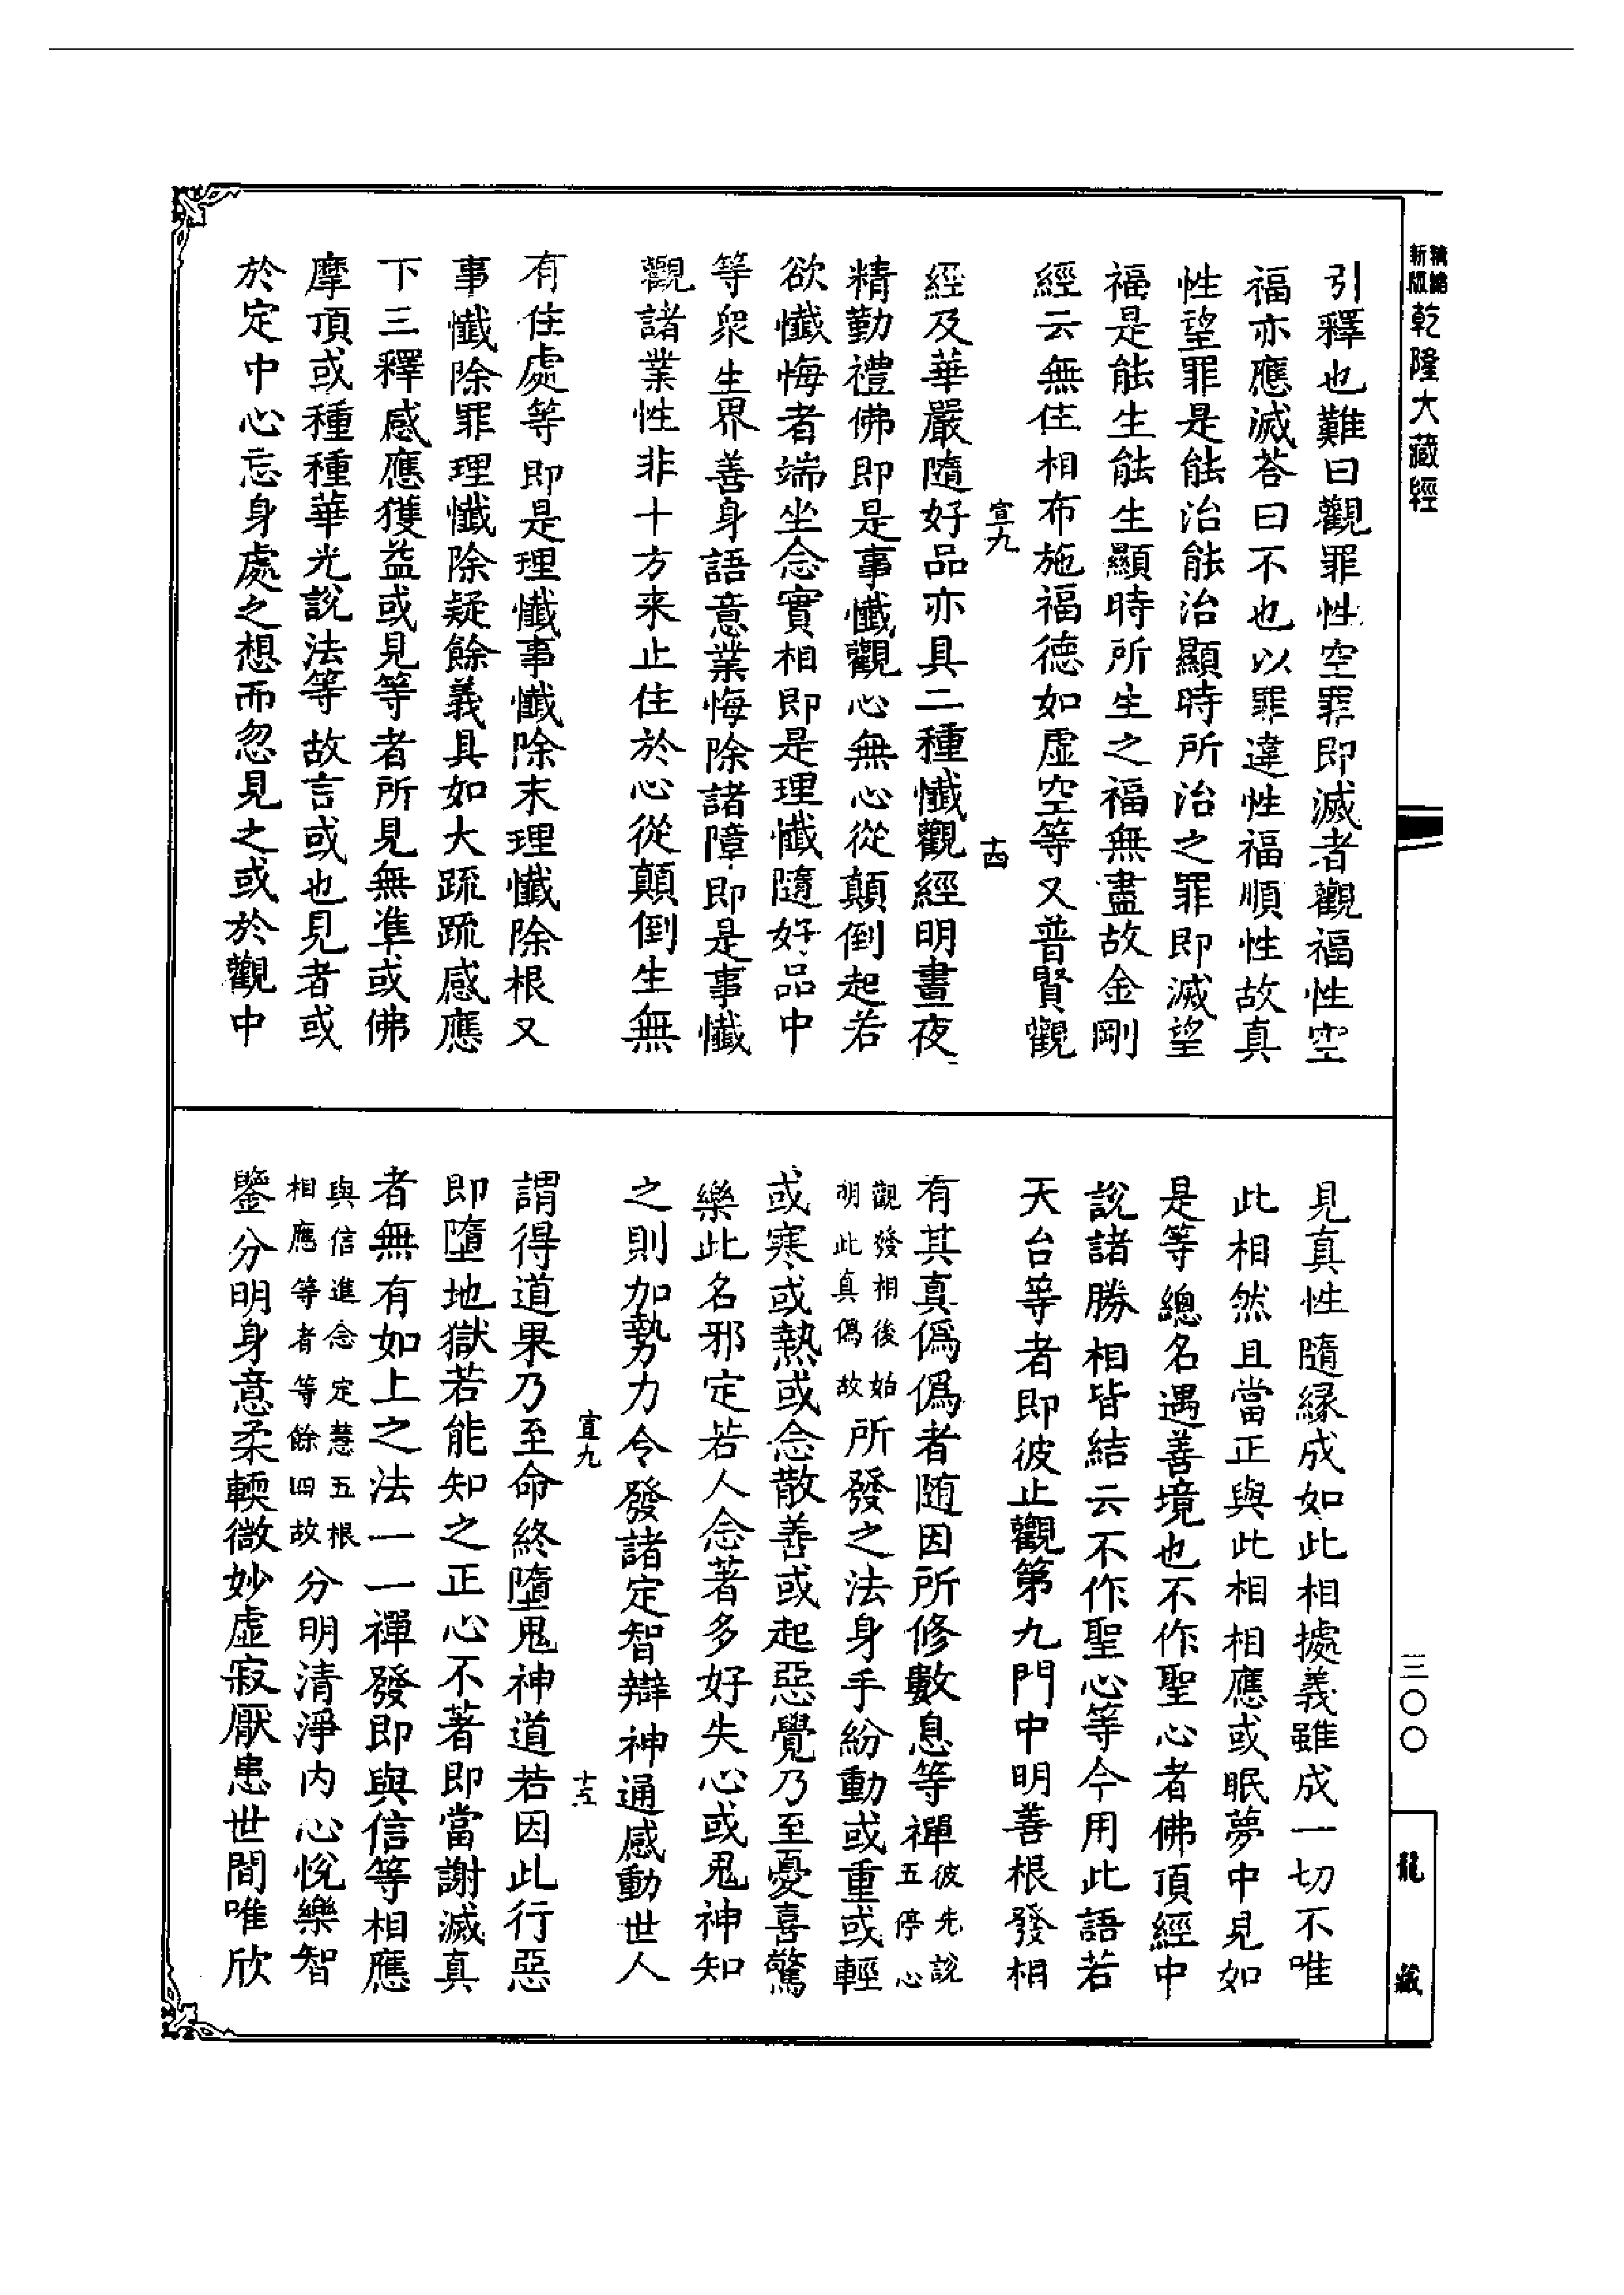 新版精縮乾隆大藏經
引釋也難曰觀罪性空罪即滅者觀福性空
福亦應滅荅曰不也以罪違性福順性故真
性望罪是能治能治顯時所治之罪即滅望
福是能生能生顯時所生之福無盡故金剛
經云無住相布施福德如虛空等又普賢觀
宣九
十四
經及華嚴隨好品亦具二種懺觀經明晝夜
精勤禮佛即是事懺觀心無心從顛倒起若
欲懺悔者端坐念實相即是理懺隨好品中
等衆生界善身語意業悔除諸障即是事懺
觀諸業性非十方來止住於心從顛倒生無
有住處等即是理懺事懺除末理懺除根又
事懺除罪理懺除疑餘義具如大疏疏感應
下三釋感應獲益或見等者所見無準或佛
摩頂或種種華光說法等故言或也見者或
於定中心忘身處之想而忽見之或於觀中
見真性隨緣成如此相據義雖成一切不唯
此相然且當正與此相相應或眠夢中見如
是等總名遇善境也不作聖心者佛頂經中
說諸勝相皆結云不作聖心等今用此語若
天台等者即彼止觀第九門中明善根發相
有其真偽偽者随因所修數息等禪彼先說五停心
觀發相後始明此真偽故所發之法身手紛動或重或輕
或寒或熱或念散善或起惡覺乃至憂喜驚
樂此名邪定若人念著多好失心或鬼神知
之則加勢力令發諸定智辯神通感動世人
宣九
十五
謂得道果乃至命終墮鬼神道若因此行惡
即墮地獄若能知之正心不著即當謝滅真
者無有如上之法一一禪發即與信等相應
與信進念定慧五根相應等者等餘四故分明清淨内心悅樂智
鑒分明身意柔輭微妙虛寂厭患世間唯欣
三〇〇
龍藏